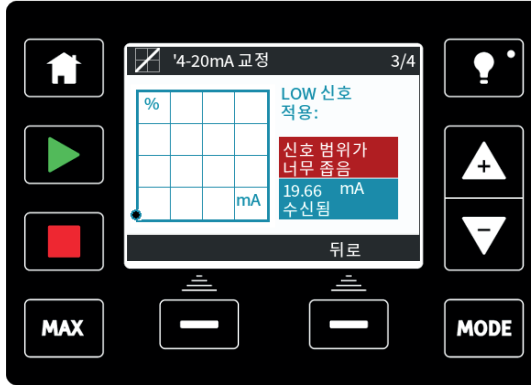 '4-20mA 교정 3/4
%
mA
LOW 신호
적용:
신호 범위가
너무 좁음
19.66 mA
수신됨
뒤로
+
-
MAX
MODE